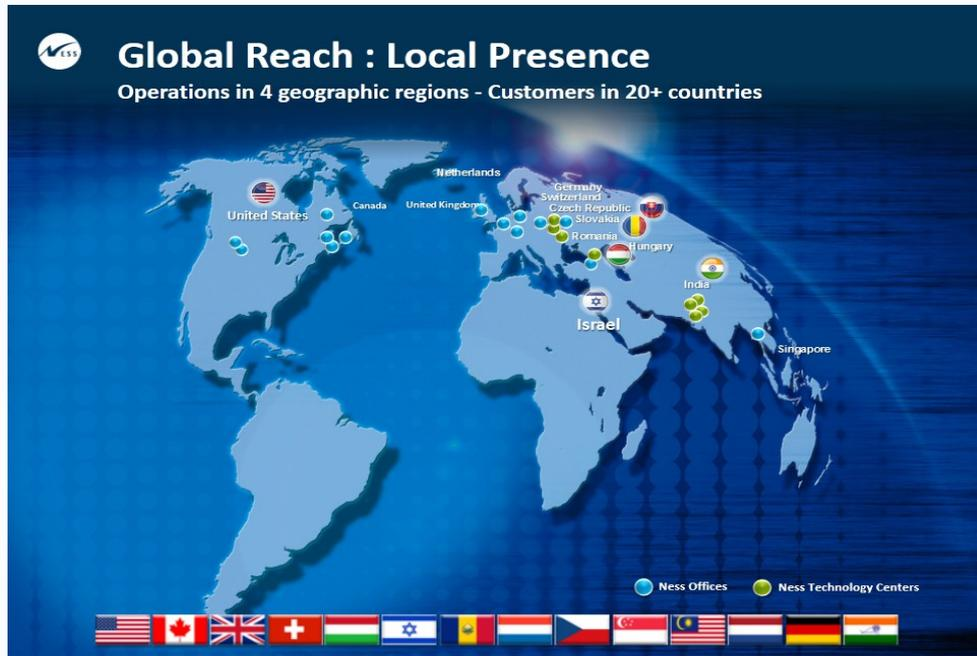 NESS
Global Reach : Local Presence
Operations in 4 geographic regions - Customers in 20+ countries
Netherlands
Germany
Switzerland
United States
Canada
United Kingdom
Czech Republic
Slovakia
Romania
Hungary
India
Israel
Singapore
Ness Offices
Ness Technology Centers